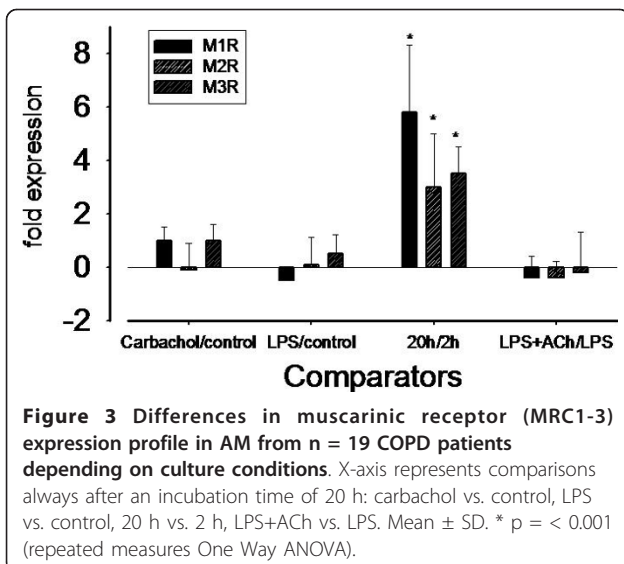 8
6
4
2
0
-2
fold expression
M1R
M2R
M3R
*
*
*
Carbachol/control LPS/control 20h/2h LPS+ACh/LPS
Comparators
Figure 3 Differences in muscarinic receptor (MRC1-3)
expression profile in AM from n = 19 COPD patients
depending on culture conditions. X-axis represents comparisons
always after an incubation time of 20 h: carbachol vs. control, LPS
vs. control, 20 h vs. 2 h, LPS+ACh vs. LPS. Mean ± SD. * p = < 0.001
(repeated measures One Way ANOVA).